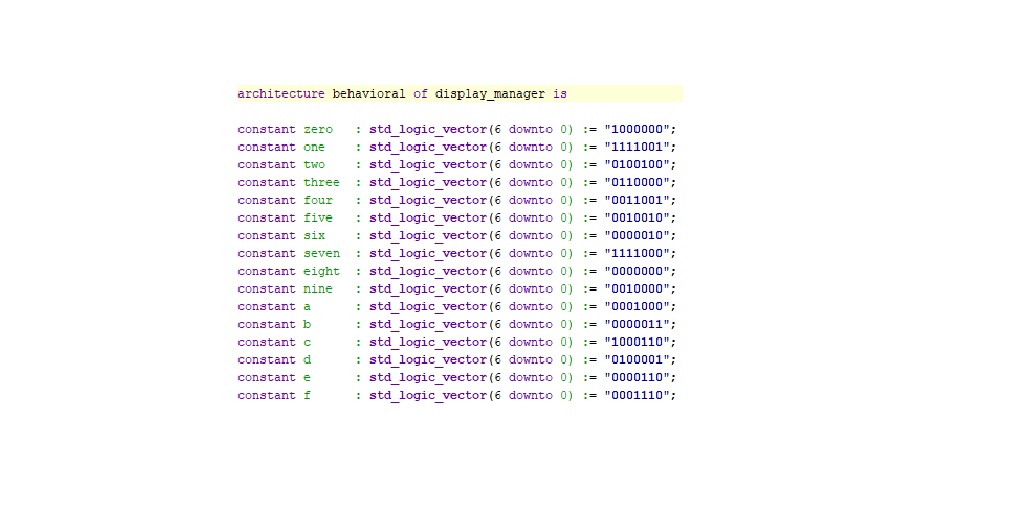 architecture behavioral of display_manager is
constant zero   : std_logic_vector(6 downto 0) := "1000000";
constant one    : std_logic_vector(6 downto 0) := "1111001";
constant two    : std_logic_vector(6 downto 0) := "0100100";
constant three  : std_logic_vector(6 downto 0) := "0110000";
constant four   : std_logic_vector(6 downto 0) := "0011001";
constant five   : std_logic_vector(6 downto 0) := "0010010";
constant six    : std_logic_vector(6 downto 0) := "0000010";
constant seven  : std_logic_vector(6 downto 0) := "1111000";
constant eight  : std_logic_vector(6 downto 0) := "0000000";
constant nine   : std_logic_vector(6 downto 0) := "0010000";
constant a      : std_logic_vector(6 downto 0) := "0001000";
constant b      : std_logic_vector(6 downto 0) := "0000011";
constant c      : std_logic_vector(6 downto 0) := "1000110";
constant d      : std_logic_vector(6 downto 0) := "0100001";
constant e      : std_logic_vector(6 downto 0) := "0000110";
constant f      : std_logic_vector(6 downto 0) := "0001110";